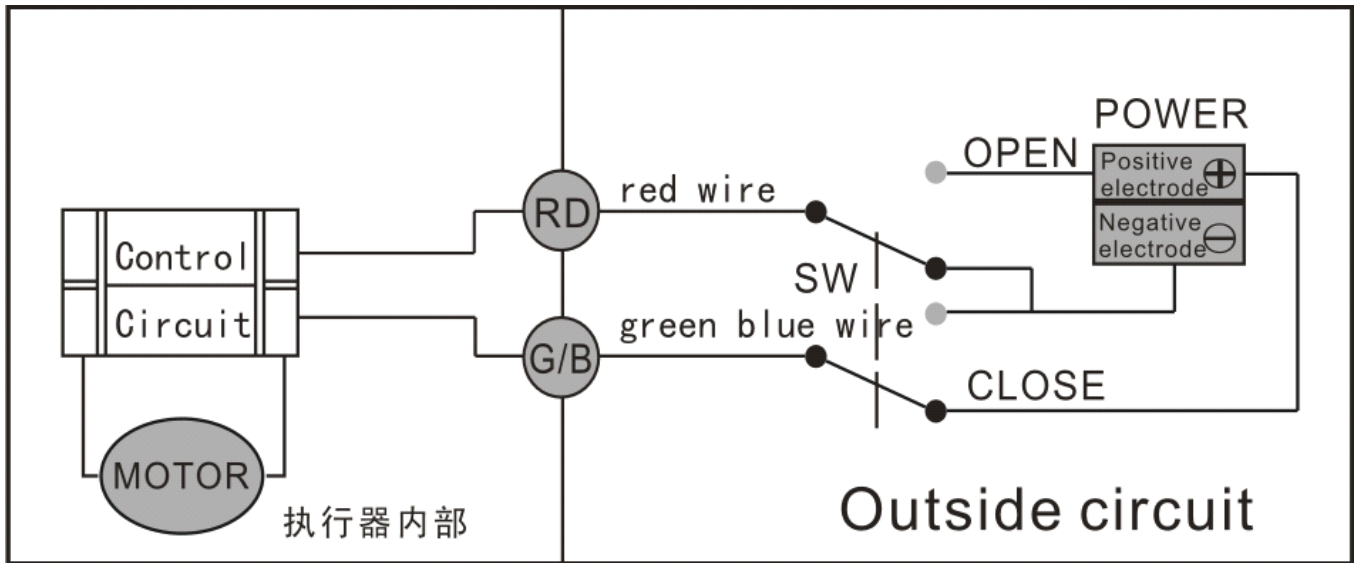 POWER
OPEN
Positive
electrode
Negative
electrode
red wire
RD
Control
Circuit
SW
green blue wire
G/B
CLOSE
MOTOR
执行器内部
Outside circuit